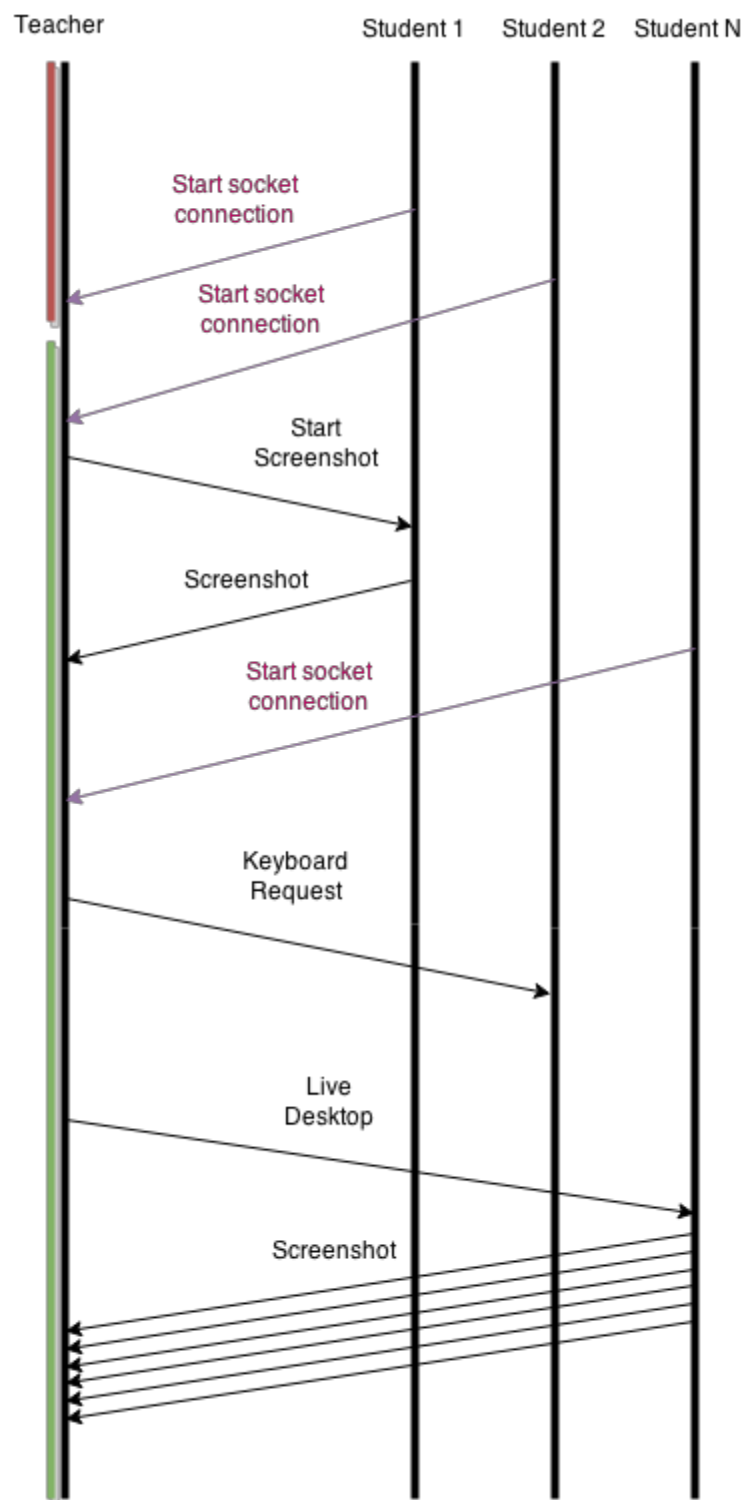 Teacher
Student 1
Student 2
Student N
Start socket
connection
Start socket
connection
Start
Screenshot
Screenshot
Start socket
connection
Keyboard
Request
Live
Desktop
Screenshot